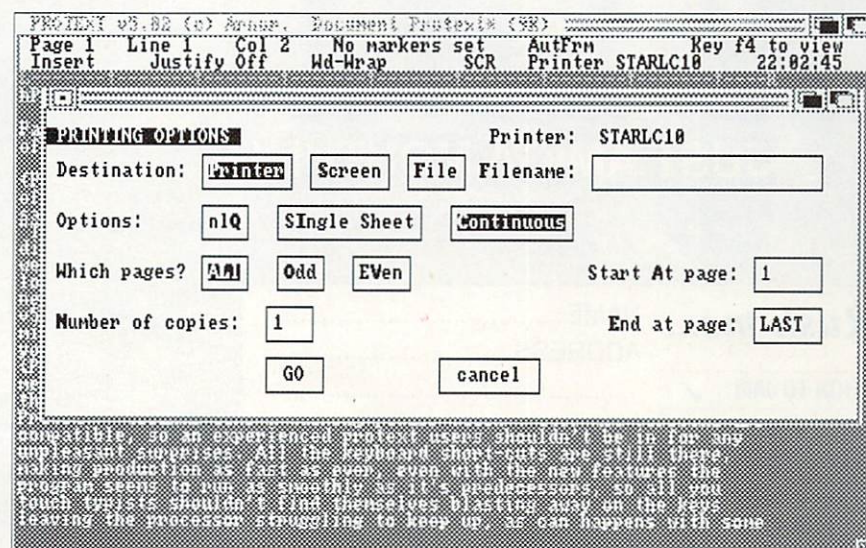 PROTEXT v5.02 (c) Arnor. Document Protext* (9K)
Page 1 Line 1 Col 2 No markers set AutFrm Key f4 to view
Insert Justify Off Wd-Wrap SCR Printer STARLC10 22:02:45
PRINTING OPTIONS Printer: STARLC10
Destination: Printer Screen File Filename:
Options: nlQ SIngle Sheet Continuous
Which pages? All Odd EVen Start At page: 1
Number of copies: 1 End at page: LAST
GO cancel
compatible, so an experienced protext users shouldn't be in for any
unpleasant surprises. All the keyboard short-cuts are still there,
making production as fast as ever, even with the new features the
program seems to run as smoothly as it's predecessors, so all you
touch typists shouldn't find themselves blasting away on the keys
leaving the processor struggling to keep up, as can happens with some